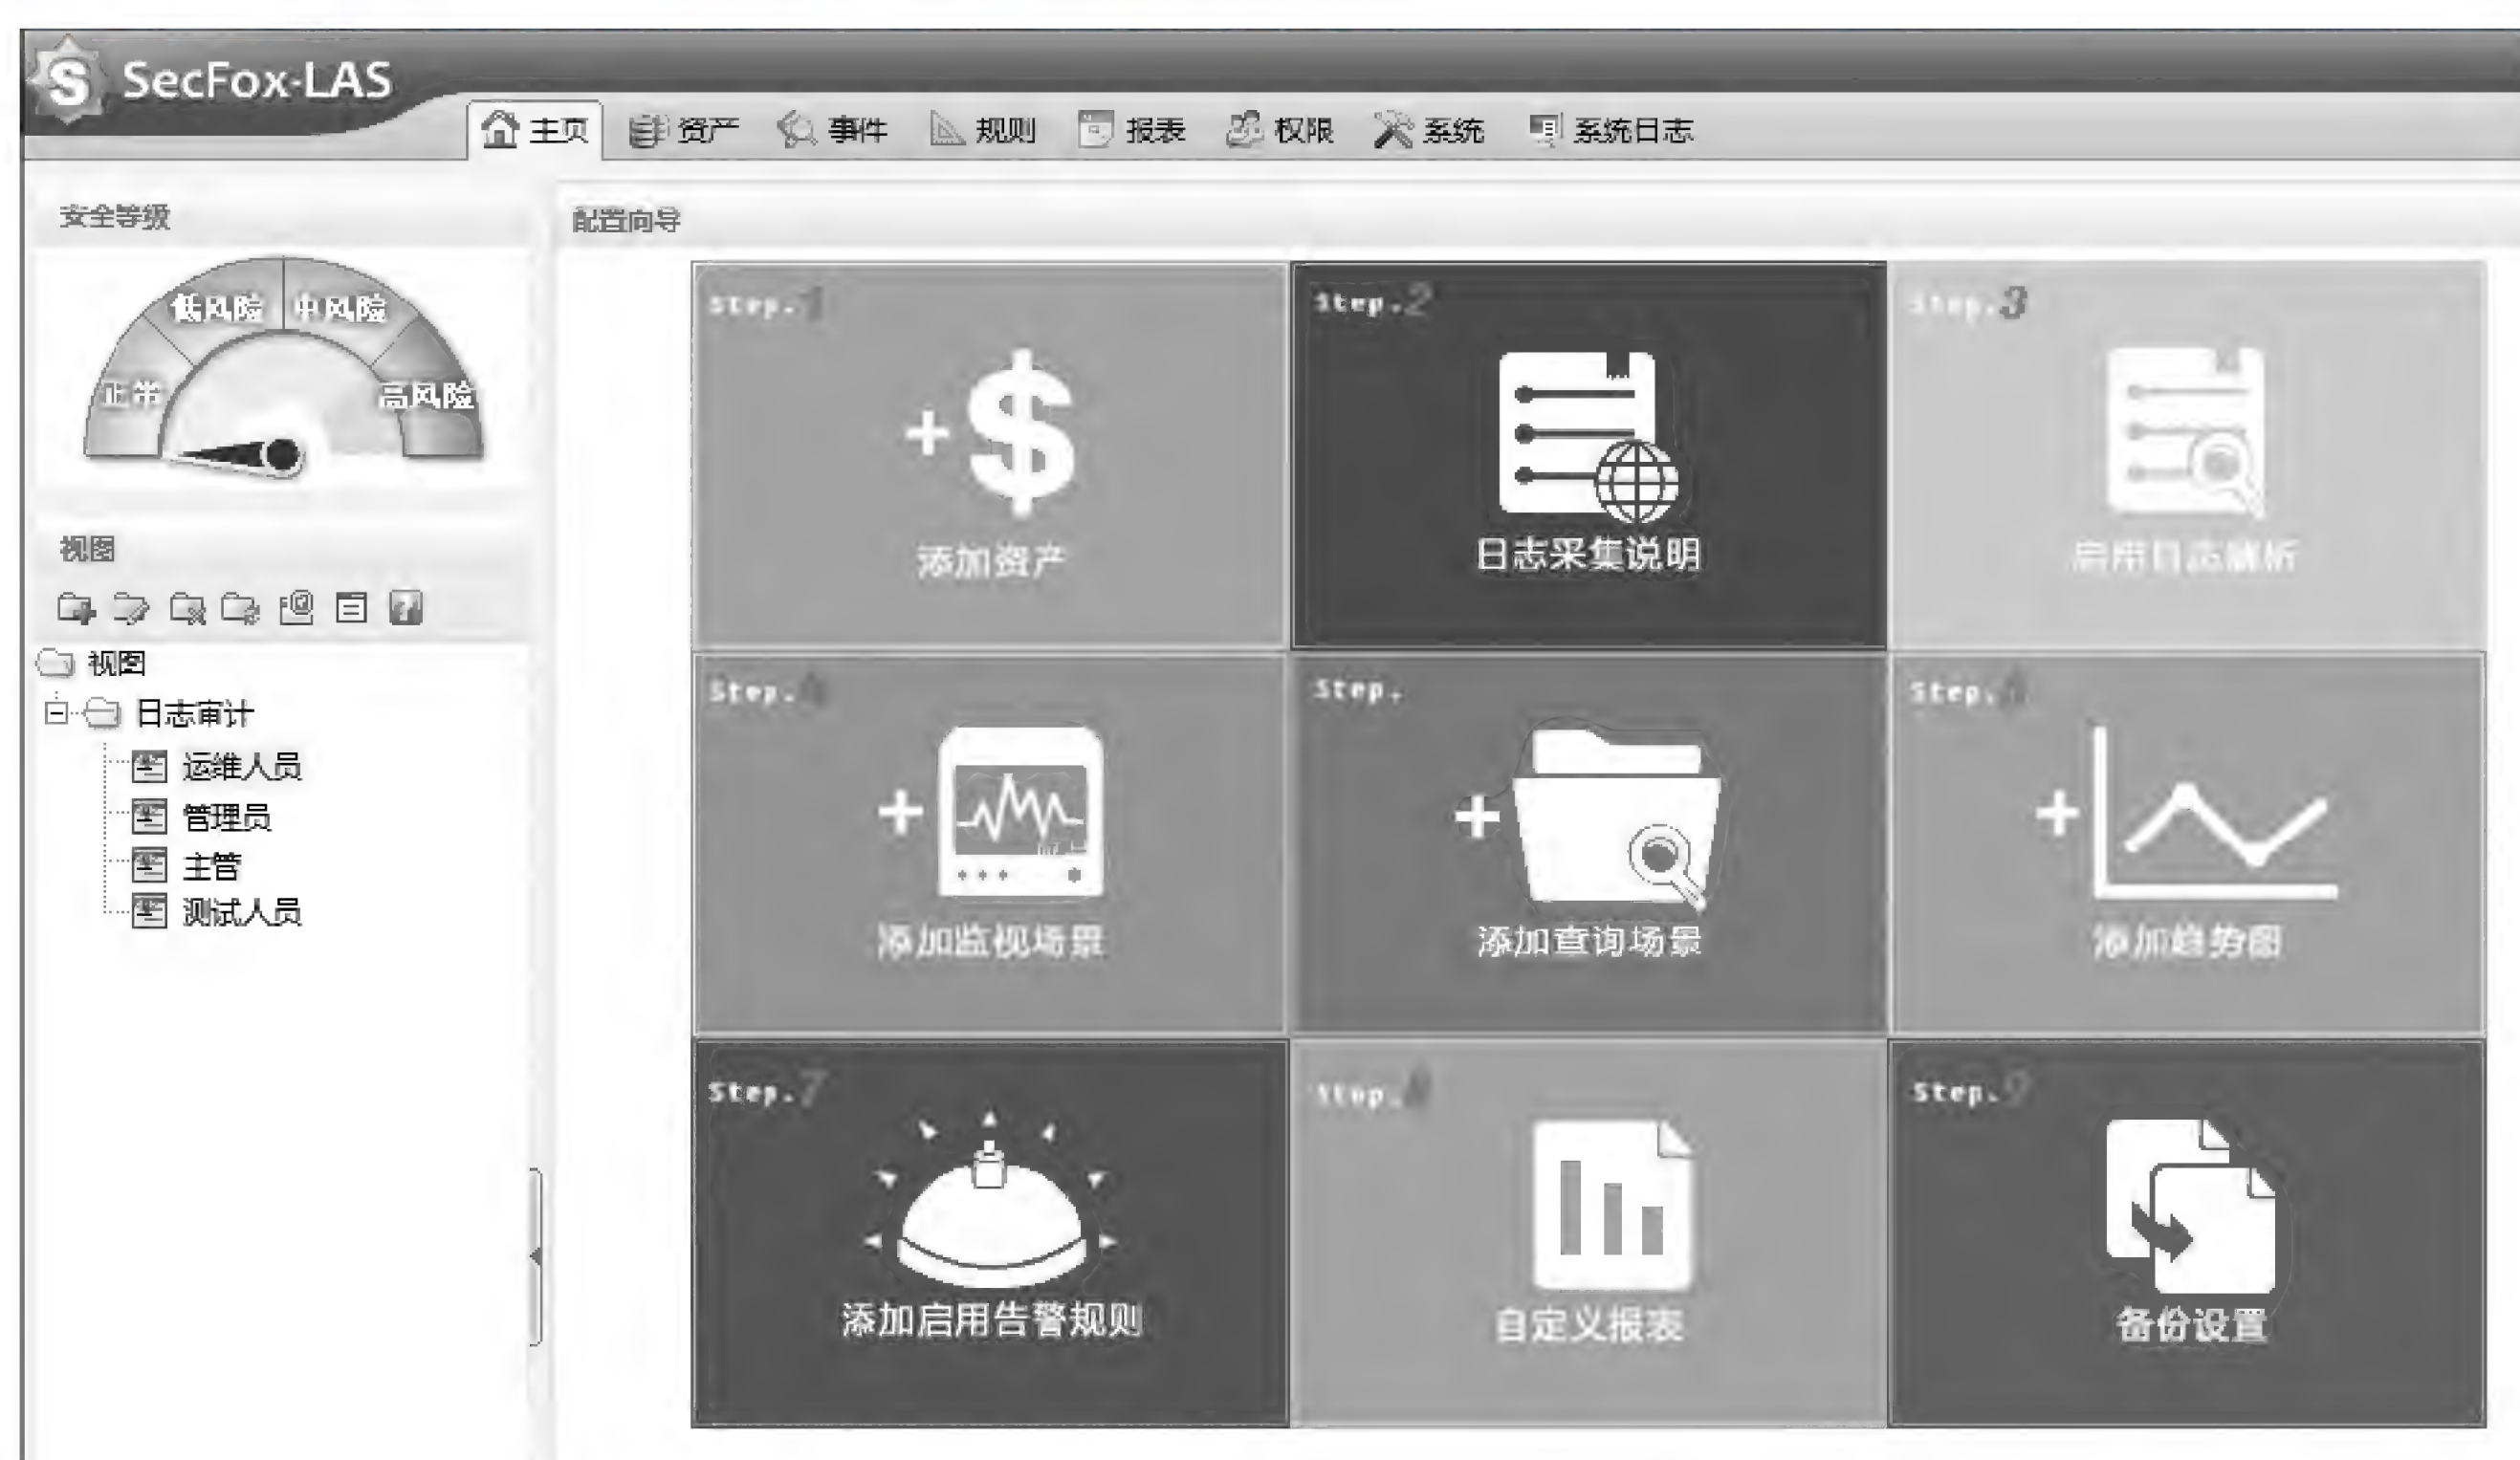 SecFox-LAS
主页 资产 事件 规则 报表 权限 系统 系统日志
安全等级
低风险 中风险
正常 高风险
视图
视图
日志审计
运维人员
管理员
主管
测试人员
配置向导
Step.1
添加资产
Step.2
日志采集说明
Step.3
启用日志解析
Step.
添加监视场景
Step.
添加查询场景
Step.
添加趋势图
Step.7
添加启用告警规则
Step.
自定义报表
Step.9
备份设置